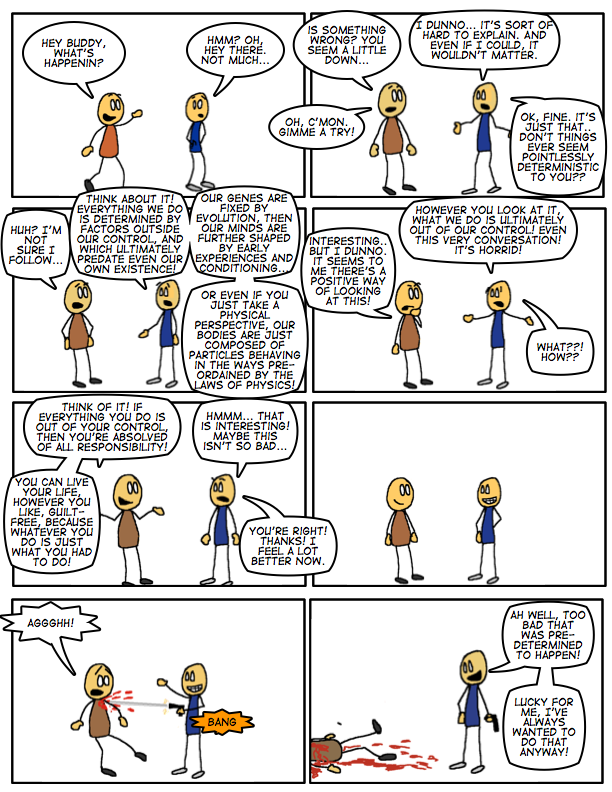 HEY BUDDY,
WHAT'S
HAPPENIN?
HMM? OH,
HEY THERE.
NOT MUCH...
IS SOMETHING
WRONG? YOU
SEEM A LITTLE
DOWN...
I DUNNO... IT'S SORT OF
HARD TO EXPLAIN. AND
EVEN IF I COULD, IT
WOULDN'T MATTER.
OH, C'MON.
GIMME A TRY!
OK, FINE. IT'S
JUST THAT..
DON'T THINGS
EVER SEEM
POINTLESSLY
DETERMINISTIC
TO YOU??
HUH? I'M
NOT
SURE I
FOLLOW...
THINK ABOUT IT!
EVERYTHING WE DO
IS DETERMINED BY
FACTORS OUTSIDE
OUR CONTROL, AND
WHICH ULTIMATELY
PREDATE EVEN OUR
OWN EXISTENCE!
OUR GENES ARE
FIXED BY
EVOLUTION, THEN
OUR MINDS ARE
FURTHER SHAPED
BY EARLY
EXPERIENCES AND
CONDITIONING...
OR EVEN IF YOU
JUST TAKE A
PHYSICAL
PERSPECTIVE, OUR
BODIES ARE JUST
COMPOSED OF
PARTICLES BEHAVING
IN THE WAYS PRE-
ORDAINED BY THE
LAWS OF PHYSICS!
HOWEVER YOU LOOK AT IT,
WHAT WE DO IS ULTIMATELY
OUT OF OUR CONTROL! EVEN
THIS VERY CONVERSATION!
IT'S HORRID!
INTERESTING..
BUT I DUNNO.
IT SEEMS TO
ME THERE'S A
POSITIVE WAY
OF LOOKING
AT THIS!
WHAT??!
HOW??
THINK OF IT! IF
EVERYTHING YOU DO IS
OUT OF YOUR CONTROL,
THEN YOU'RE ABSOLVED
OF ALL RESPONSIBILITY!
YOU CAN LIVE
YOUR LIFE,
HOWEVER YOU
LIKE, GUILT-
FREE, BECAUSE
WHATEVER YOU
DO IS JUST
WHAT YOU HAD
TO DO!
HMMM... THAT
IS INTERESTING!
MAYBE THIS
ISN'T SO BAD...
YOU'RE RIGHT!
THANKS! I
FEEL A LOT
BETTER NOW.
AGGGHH!
BANG
AH WELL, TOO
BAD THAT
WAS PRE-
DETERMINED
TO HAPPEN!
LUCKY FOR
ME, I'VE
ALWAYS
WANTED TO
DO THAT
ANYWAY!